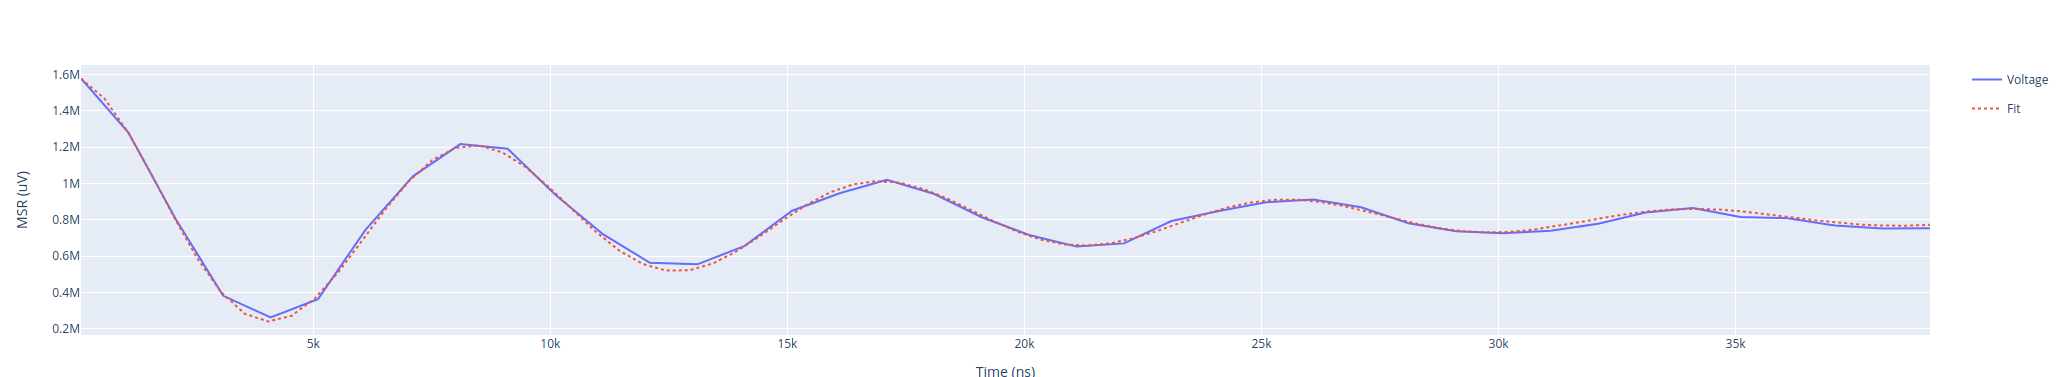 MSR (uV)
1.6M
1.4M
1.2M
1M
0.8M
0.6M
0.4M
0.2M
5k
10k
15k
20k
25k
30k
35k
Time (ns)
Voltage
Fit